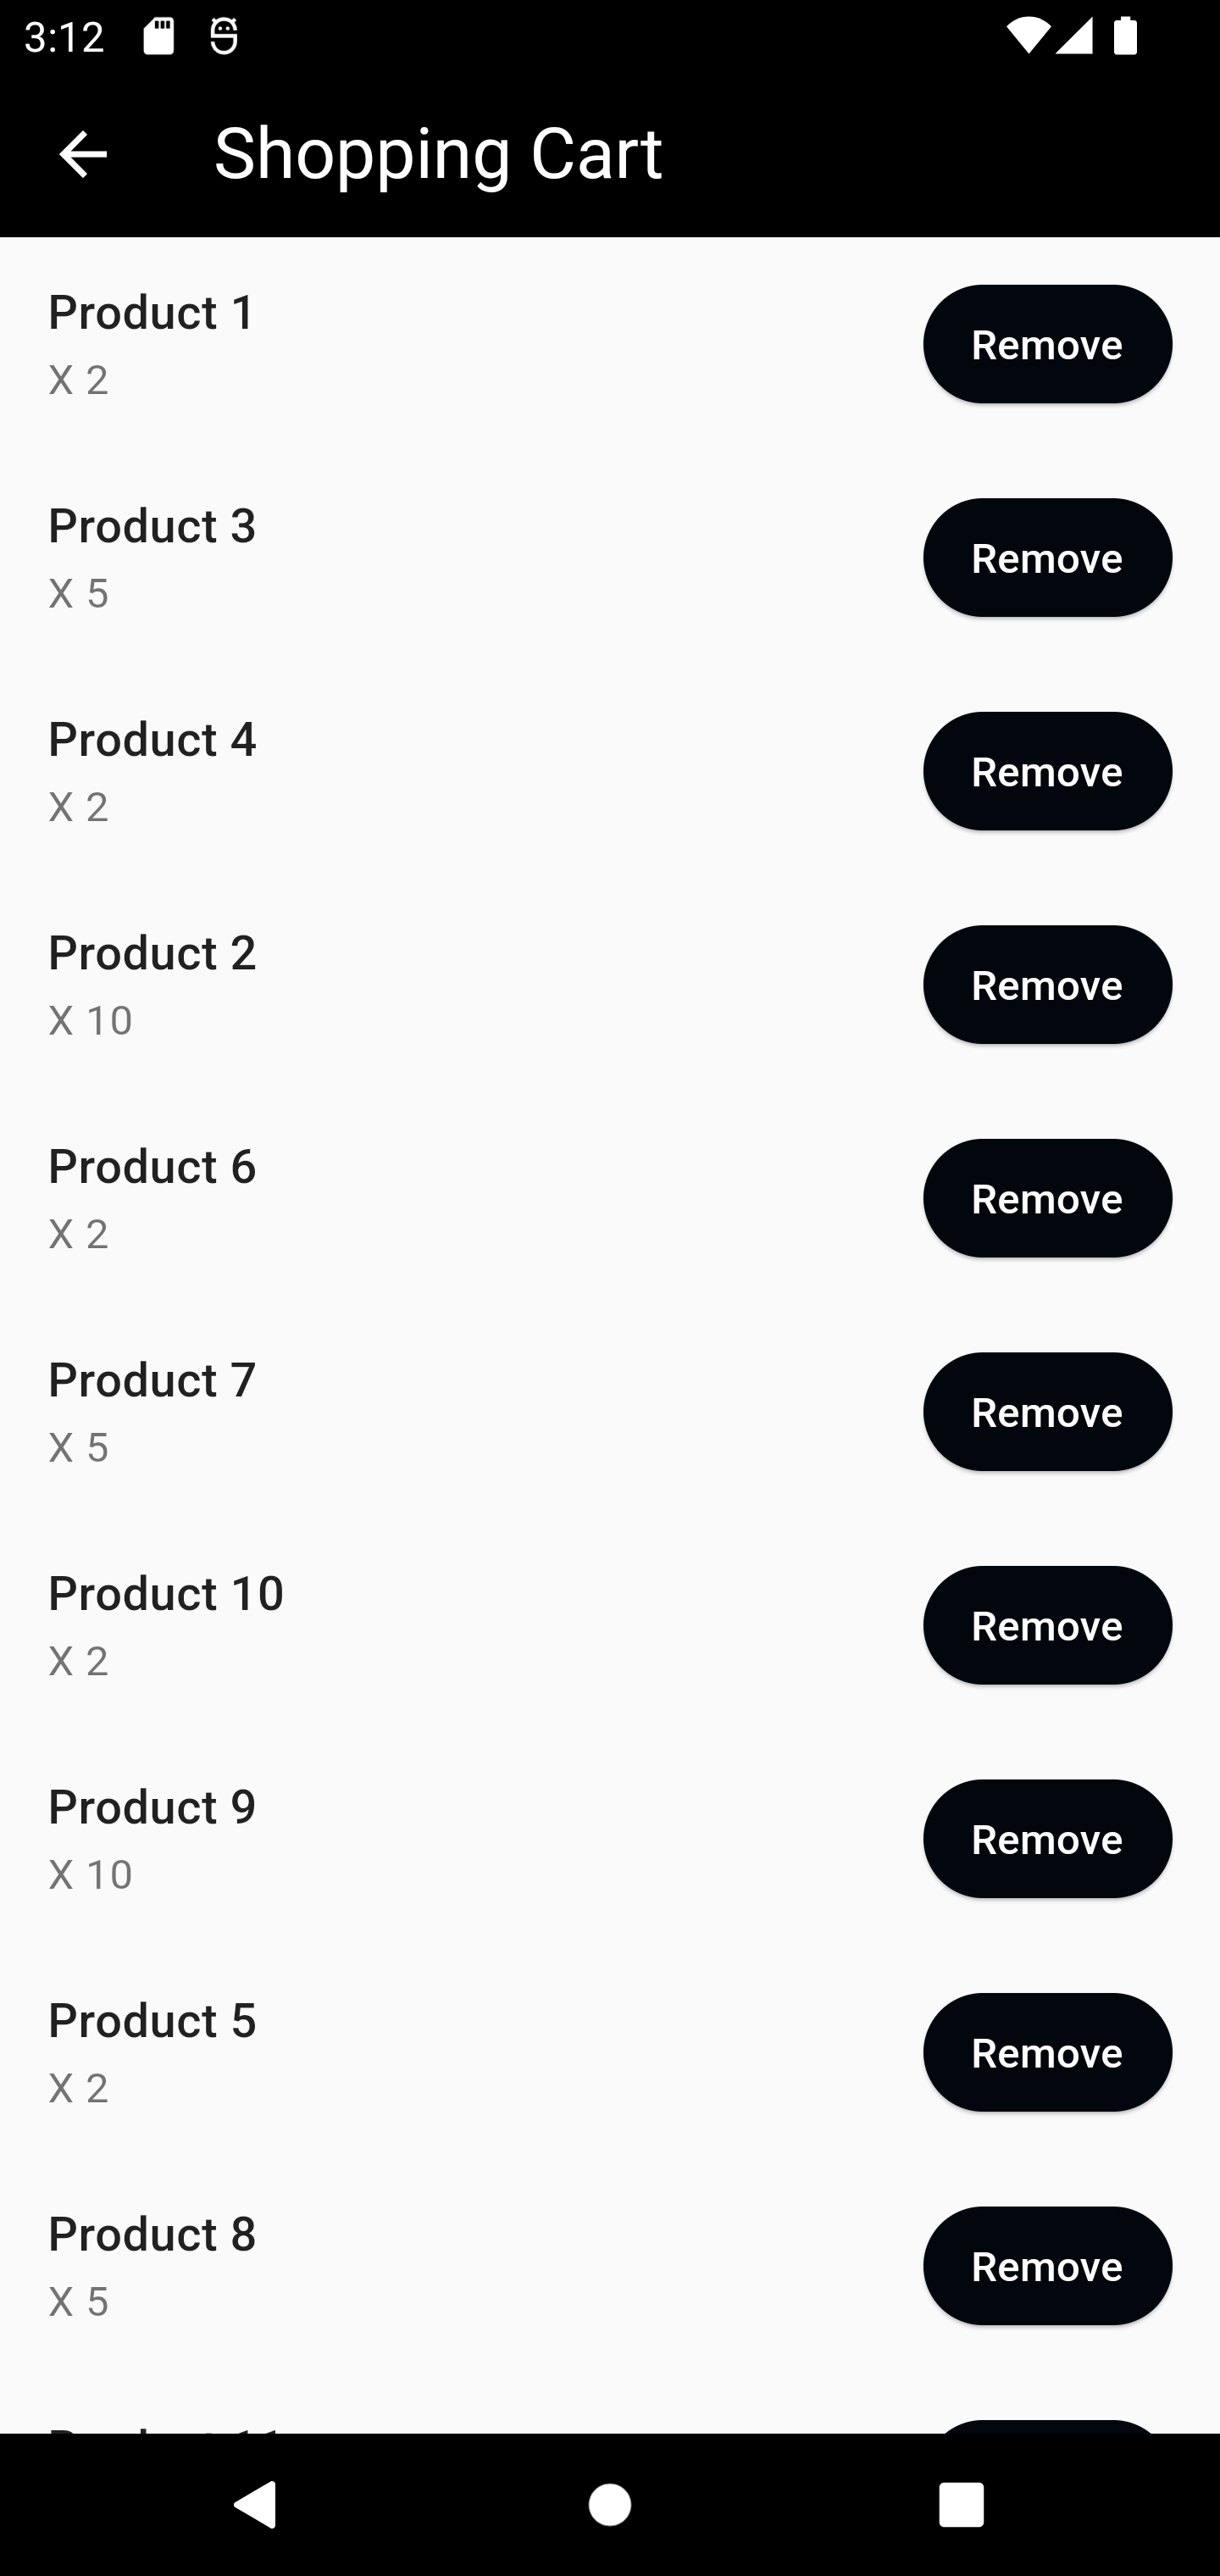 3:12
Shopping Cart
Product 1
X 2
Remove
Product 3
X 5
Remove
Product 4
X 2
Remove
Product 2
X 10
Remove
Product 6
X 2
Remove
Product 7
X 5
Remove
Product 10
X 2
Remove
Product 9
X 10
Remove
Product 5
X 2
Remove
Product 8
X 5
Remove